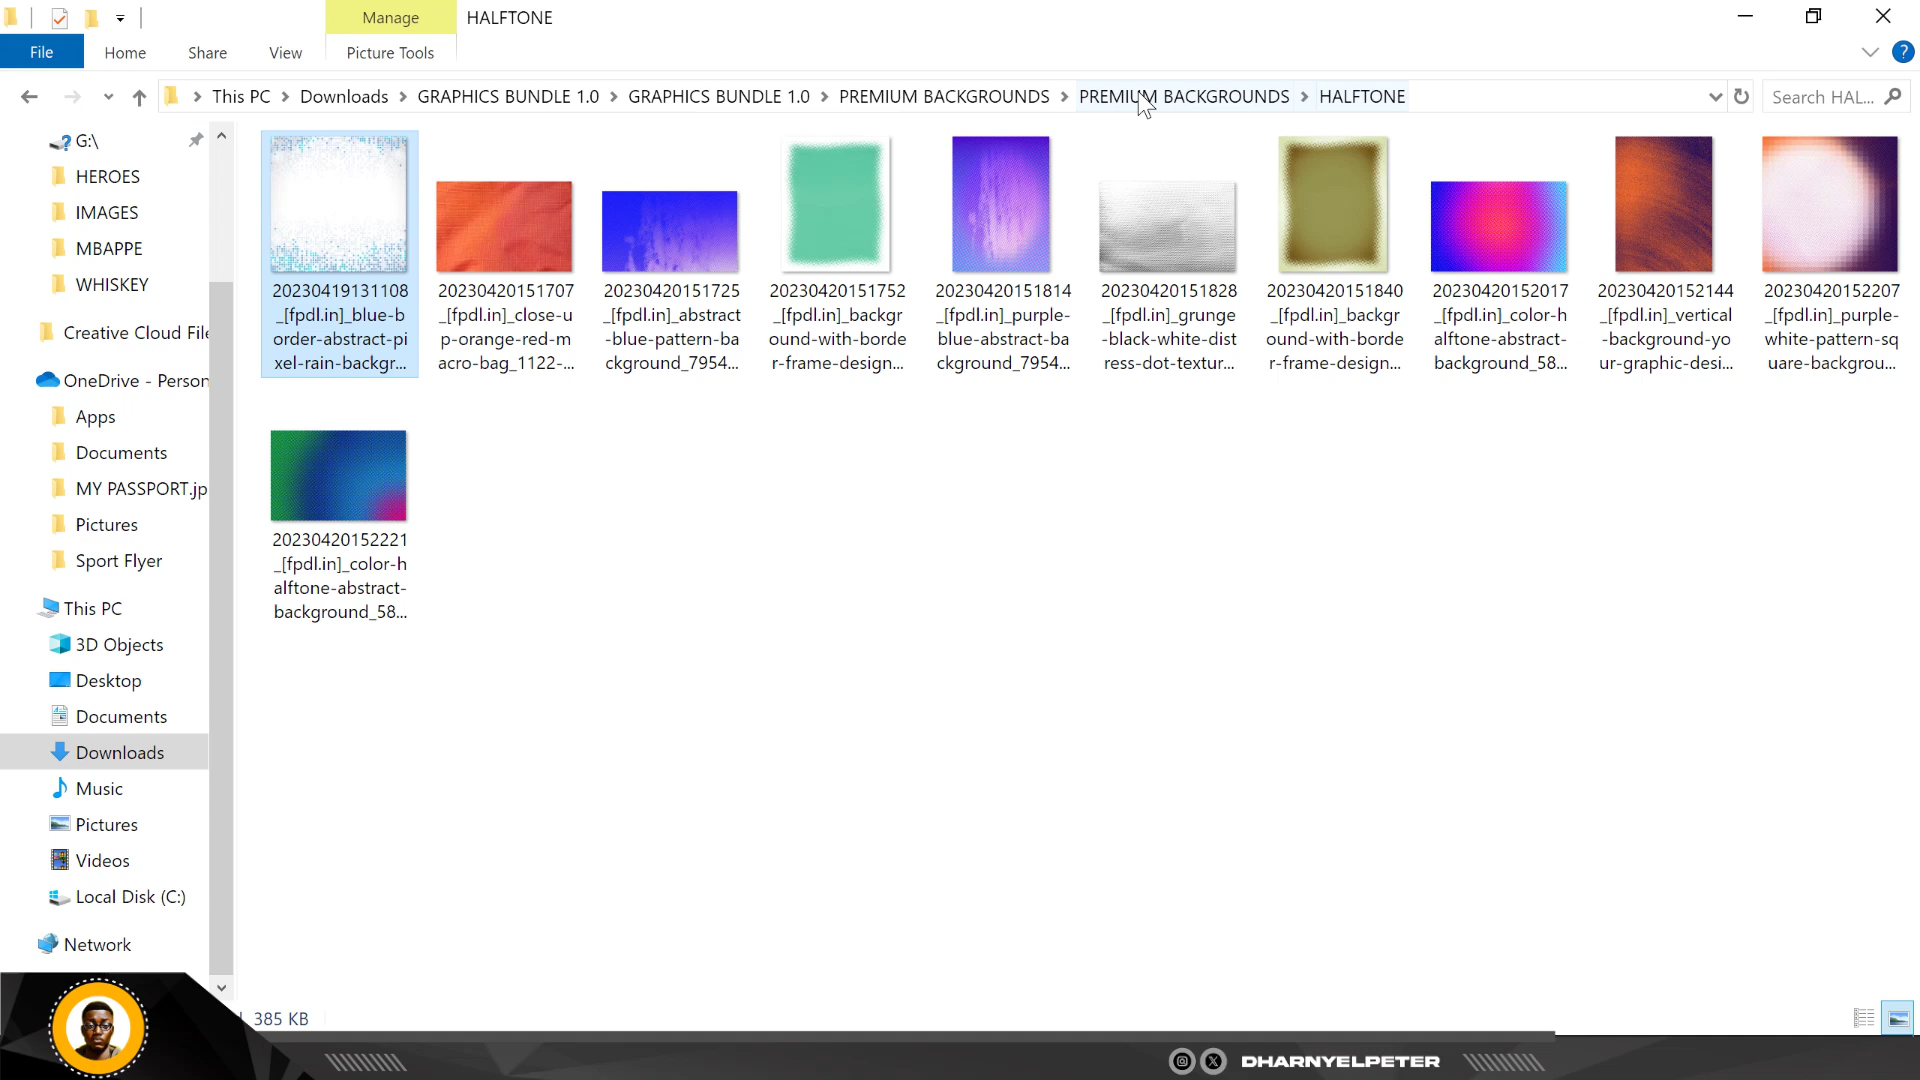 Manage
HALFTONE
File
Home
Share
View
Picture Tools
This PC
Downloads
GRAPHICS BUNDLE 1.0
GRAPHICS BUNDLE 1.0
PREMIUM BACKGROUNDS
PREMIUM BACKGROUNDS
HALFTONE
Search HAL...
G:\
HEROES
IMAGES
MBAPPE
WHISKEY
Creative Cloud File
OneDrive - Person
Apps
Documents
MY PASSPORT.jp
Pictures
Sport Flyer
This PC
3D Objects
Desktop
Documents
Downloads
Music
Pictures
Videos
Local Disk (C:)
Network
20230419131108
_[fpdl.in]_blue-b
order-abstract-pi
xel-rain-backgr...
20230420151707
_[fpdl.in]_close-u
p-orange-red-m
acro-bag_1122-...
20230420151725
_[fpdl.in]_abstract
-blue-pattern-ba
ckground_7954...
20230420151752
_[fpdl.in]_backgr
ound-with-borde
r-frame-design...
20230420151814
_[fpdl.in]_purple-
blue-abstract-ba
ckground_7954...
20230420151828
_[fpdl.in]_grunge
-black-white-dist
ress-dot-textur...
20230420151840
_[fpdl.in]_backgr
ound-with-borde
r-frame-design...
20230420152017
_[fpdl.in]_color-h
alftone-abstract-
background_58...
20230420152144
_[fpdl.in]_vertical
-background-yo
ur-graphic-desi...
20230420152207
_[fpdl.in]_purple-
white-pattern-sq
uare-backgrou...
20230420152221
_[fpdl.in]_color-h
alftone-abstract-
background_58...
385 KB
DHARNYELPETER